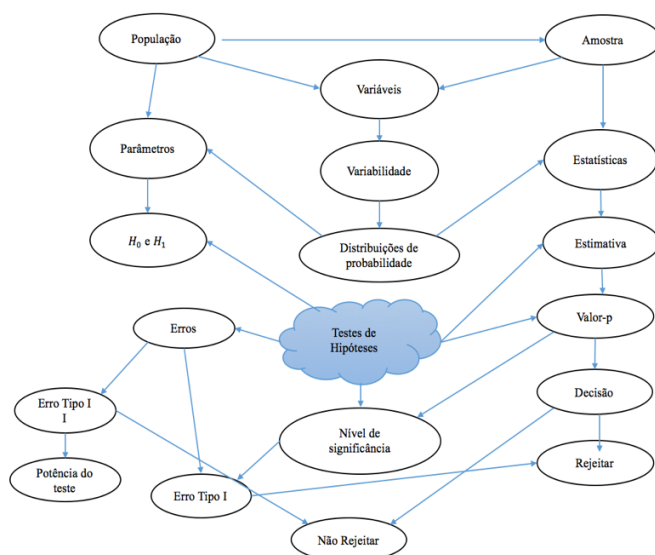 População
Amostra
Variáveis
Parâmetros
Variabilidade
Estatísticas
H₀ e H₁
Distribuições de
probabilidade
Estimativa
Erros
Testes de
Hipóteses
Valor-p
Erro Tipo I
I
Decisão
Nível de
significância
Potência do
teste
Erro Tipo I
Rejeitar
Não Rejeitar